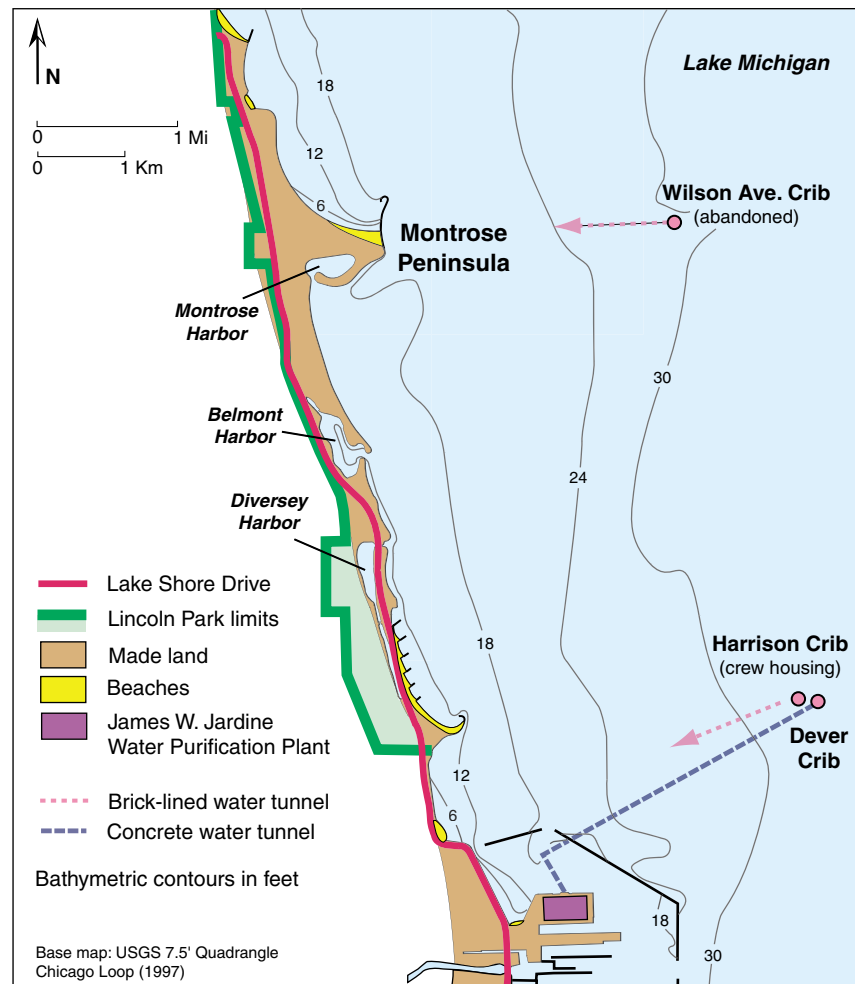 N
0
1 Mi
0
1 Km
Lake Michigan
18
12
6
Wilson Ave. Crib
(abandoned)
Montrose
Peninsula
Montrose
Harbor
30
Belmont
Harbor
24
Diversey
Harbor
Lake Shore Drive
Lincoln Park limits
Made land
Beaches
James W. Jardine
Water Purification Plant
18
Harrison Crib
(crew housing)
Dever
Crib
12
6
Brick-lined water tunnel
Concrete water tunnel
Bathymetric contours in feet
18
30
Base map: USGS 7.5' Quadrangle
Chicago Loop (1997)